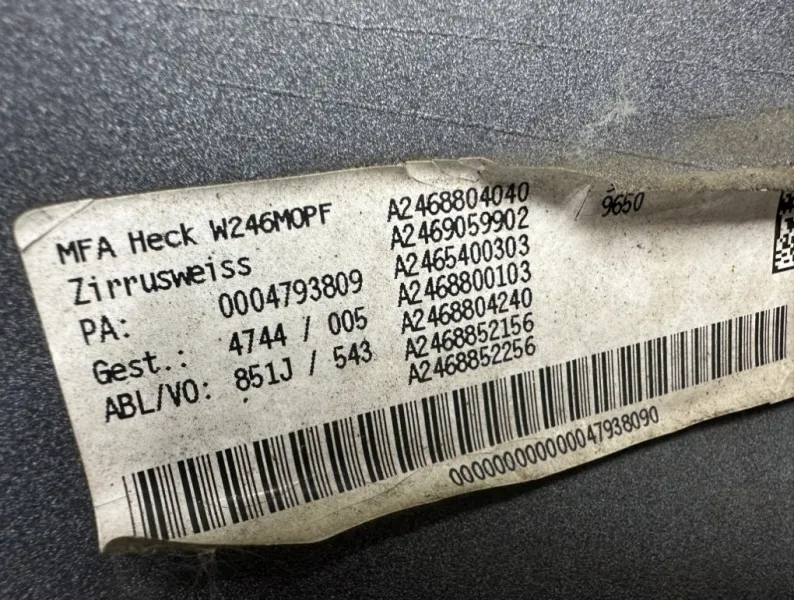 MFA Heck W246MOPF
Zirrusweiss
PA: 0004793809
Gest.: 4744 / 005
ABL/VO: 851J / 543
A2468804040 / 9650
A2469059902
A2465400303
A2468800103
A2468804240
A2468852156
A2468852256
000000000000047938090